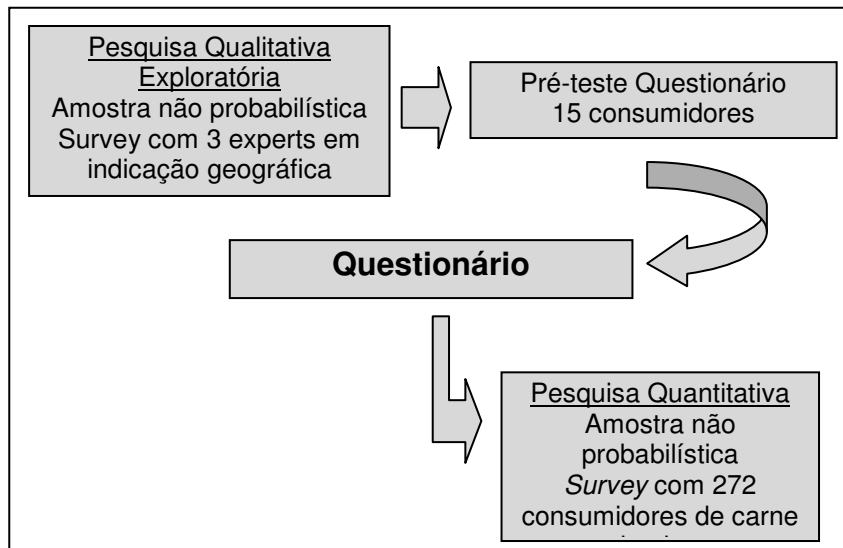 Pesquisa Qualitativa
Exploratória
Amostra não probabilística
Survey com 3 experts em
indicação geográfica
Pré-teste Questionário
15 consumidores
Questionário
Pesquisa Quantitativa
Amostra não
probabilística
Survey com 272
consumidores de carne